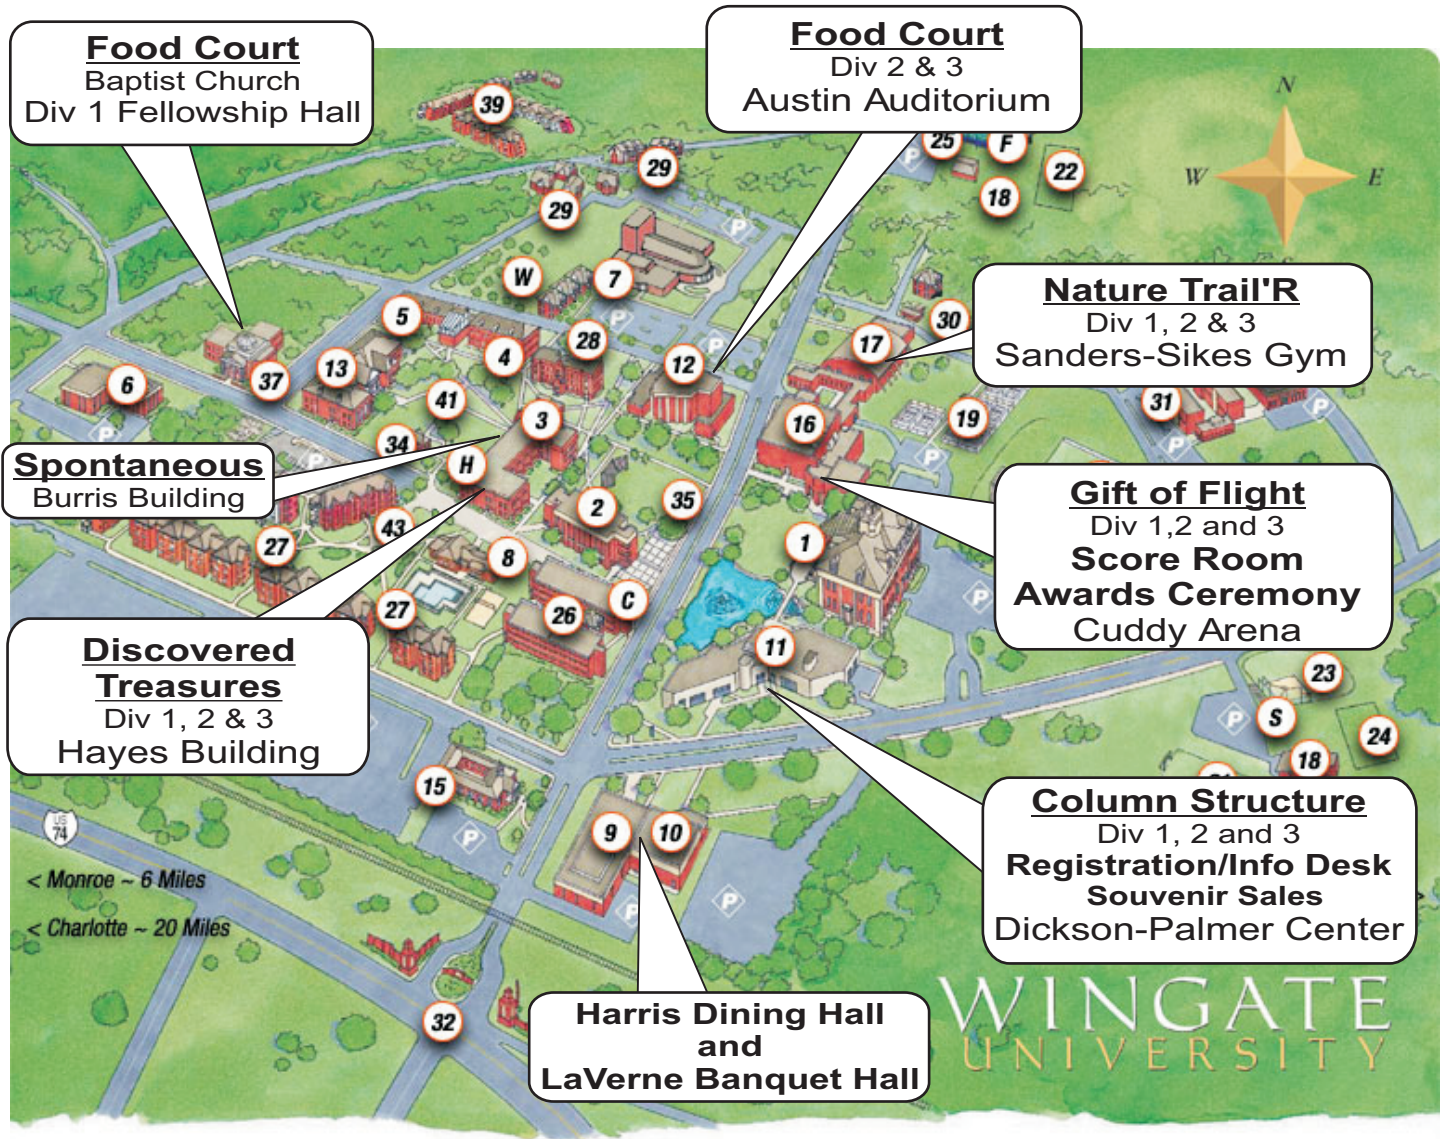 Food Court
Baptist Church
Div 1 Fellowship Hall
Food Court
Div 2 & 3
Austin Auditorium
39
25
F
22
18
29
29
N
W
E
W
7
Nature Trail'R
Div 1, 2 & 3
Sanders-Sikes Gym
5
30
17
4
28
12
6
37
13
41
3
16
19
31
34
H
Spontaneous
Burris Building
2
35
Gift of Flight
Div 1,2 and 3
Score Room
Awards Ceremony
Cuddy Arena
27
43
8
1
27
26
C
11
Discovered
Treasures
Div 1, 2 & 3
Hayes Building
23
S
24
18
15
9
10
Column Structure
Div 1, 2 and 3
Registration/Info Desk
Souvenir Sales
Dickson-Palmer Center
US
74
< Monroe ~ 6 Miles
< Charlotte ~ 20 Miles
32
Harris Dining Hall
and
LaVerne Banquet Hall
WINGATE
UNIVERSITY
P
P
P
P
P
P
P
P
P
P
P
P
P
P